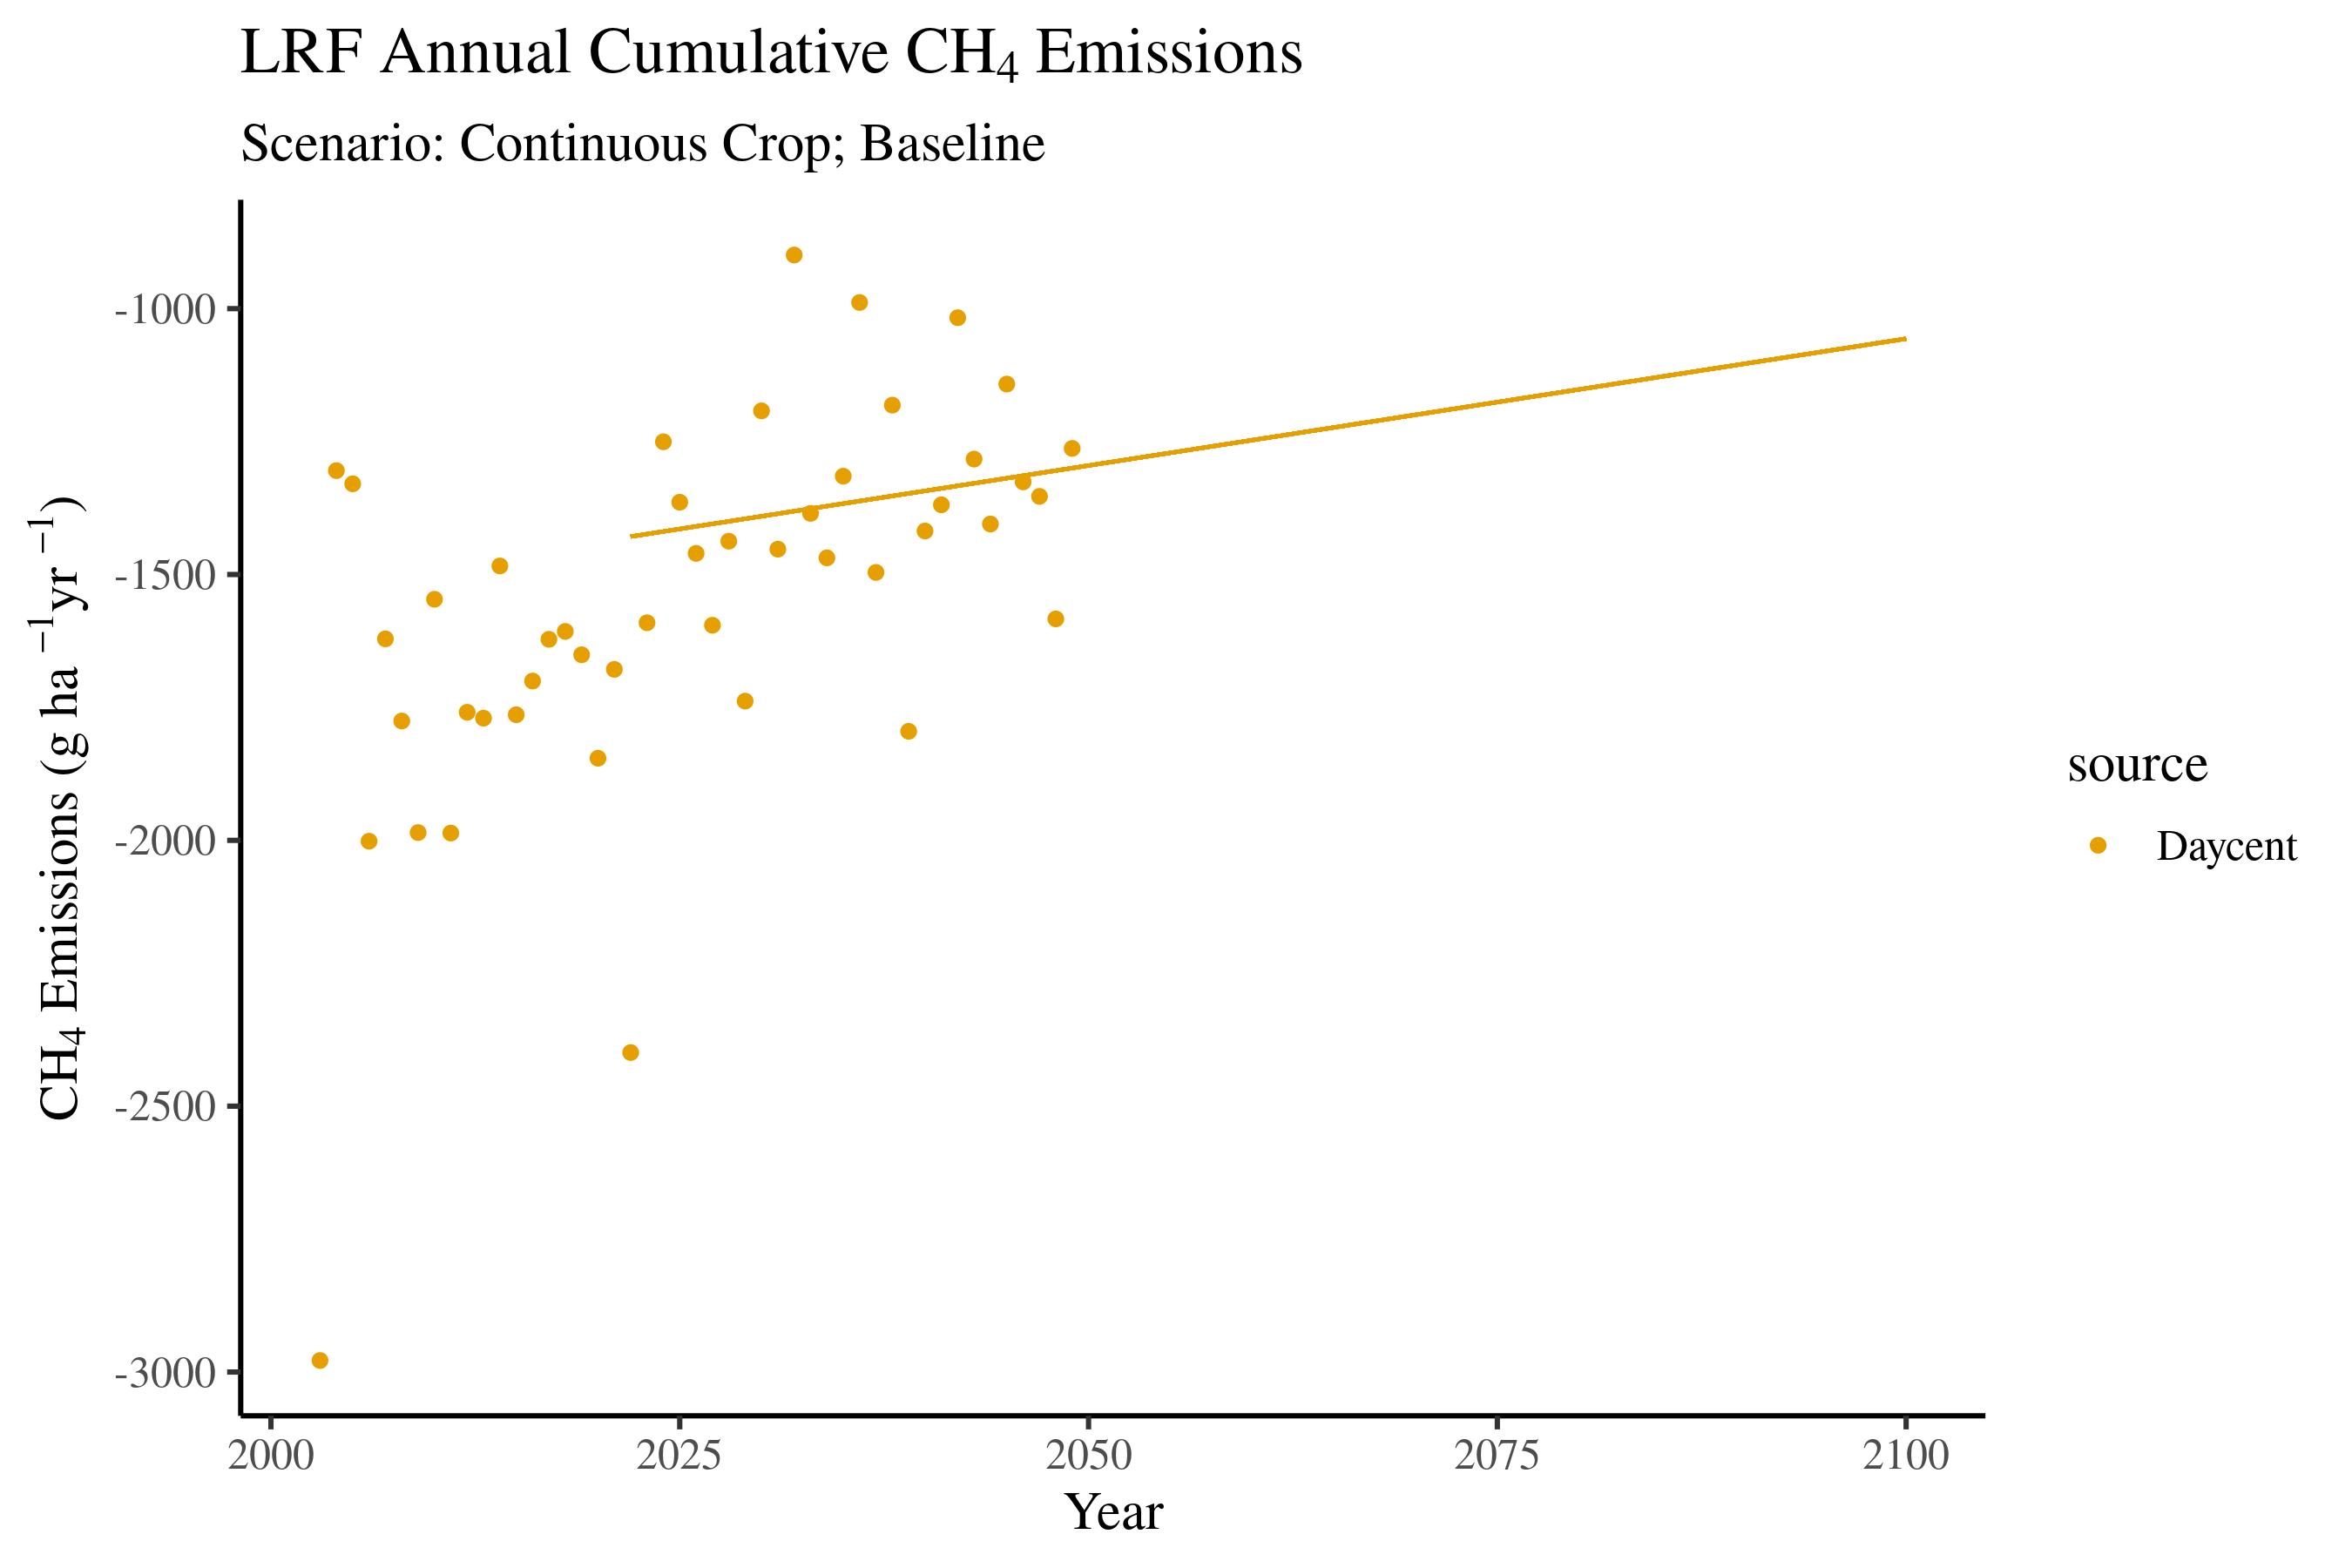 LRF Annual Cumulative CH₄ Emissions
Scenario: Continuous Crop; Baseline
CH₄ Emissions (g ha ⁻¹yr ⁻¹)
-1000
-1500
-2000
-2500
-3000
2000 2025 2050 2075 2100
Year
source
Daycent